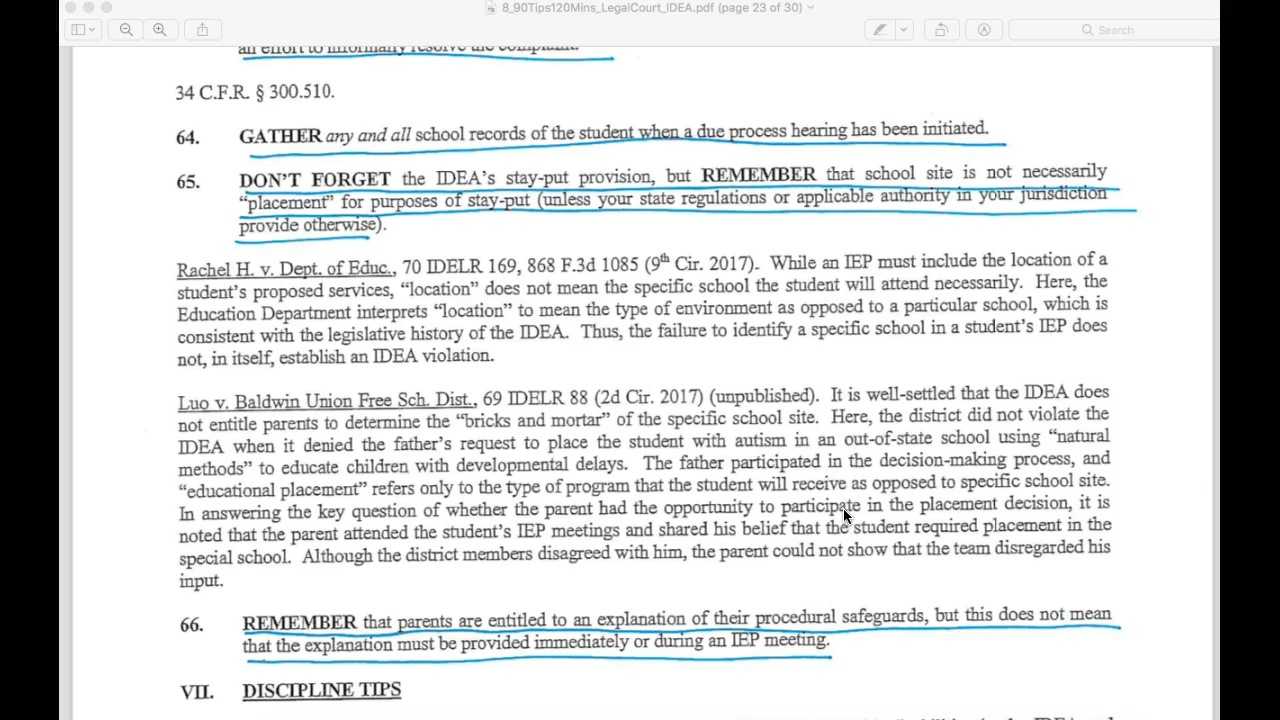 8_90Tips120Mins_LegalCourt_IDEA.pdf (page 23 of 30)
Search
an effort to informally resolve the complaint.
34 C.F.R. § 300.510.
64. GATHER any and all school records of the student when a due process hearing has been initiated.
65. DON'T FORGET the IDEA's stay-put provision, but REMEMBER that school site is not necessarily
“placement” for purposes of stay-put (unless your state regulations or applicable authority in your jurisdiction
provide otherwise).
Rachel H. v. Dept. of Educ., 70 IDELR 169, 868 F.3d 1085 (9th Cir. 2017). While an IEP must include the location of a
student's proposed services, “location” does not mean the specific school the student will attend necessarily. Here, the
Education Department interprets “location” to mean the type of environment as opposed to a particular school, which is
consistent with the legislative history of the IDEA. Thus, the failure to identify a specific school in a student's IEP does
not, in itself, establish an IDEA violation.
Luo v. Baldwin Union Free Sch. Dist., 69 IDELR 88 (2d Cir. 2017) (unpublished). It is well-settled that the IDEA does
not entitle parents to determine the “bricks and mortar” of the specific school site. Here, the district did not violate the
IDEA when it denied the father's request to place the student with autism in an out-of-state school using “natural
methods” to educate children with developmental delays. The father participated in the decision-making process, and
“educational placement” refers only to the type of program that the student will receive as opposed to specific school site.
In answering the key question of whether the parent had the opportunity to participate in the placement decision, it is
noted that the parent attended the student's IEP meetings and shared his belief that the student required placement in the
special school. Although the district members disagreed with him, the parent could not show that the team disregarded his
input.
66. REMEMBER that parents are entitled to an explanation of their procedural safeguards, but this does not mean
that the explanation must be provided immediately or during an IEP meeting.
VII. DISCIPLINE TIPS